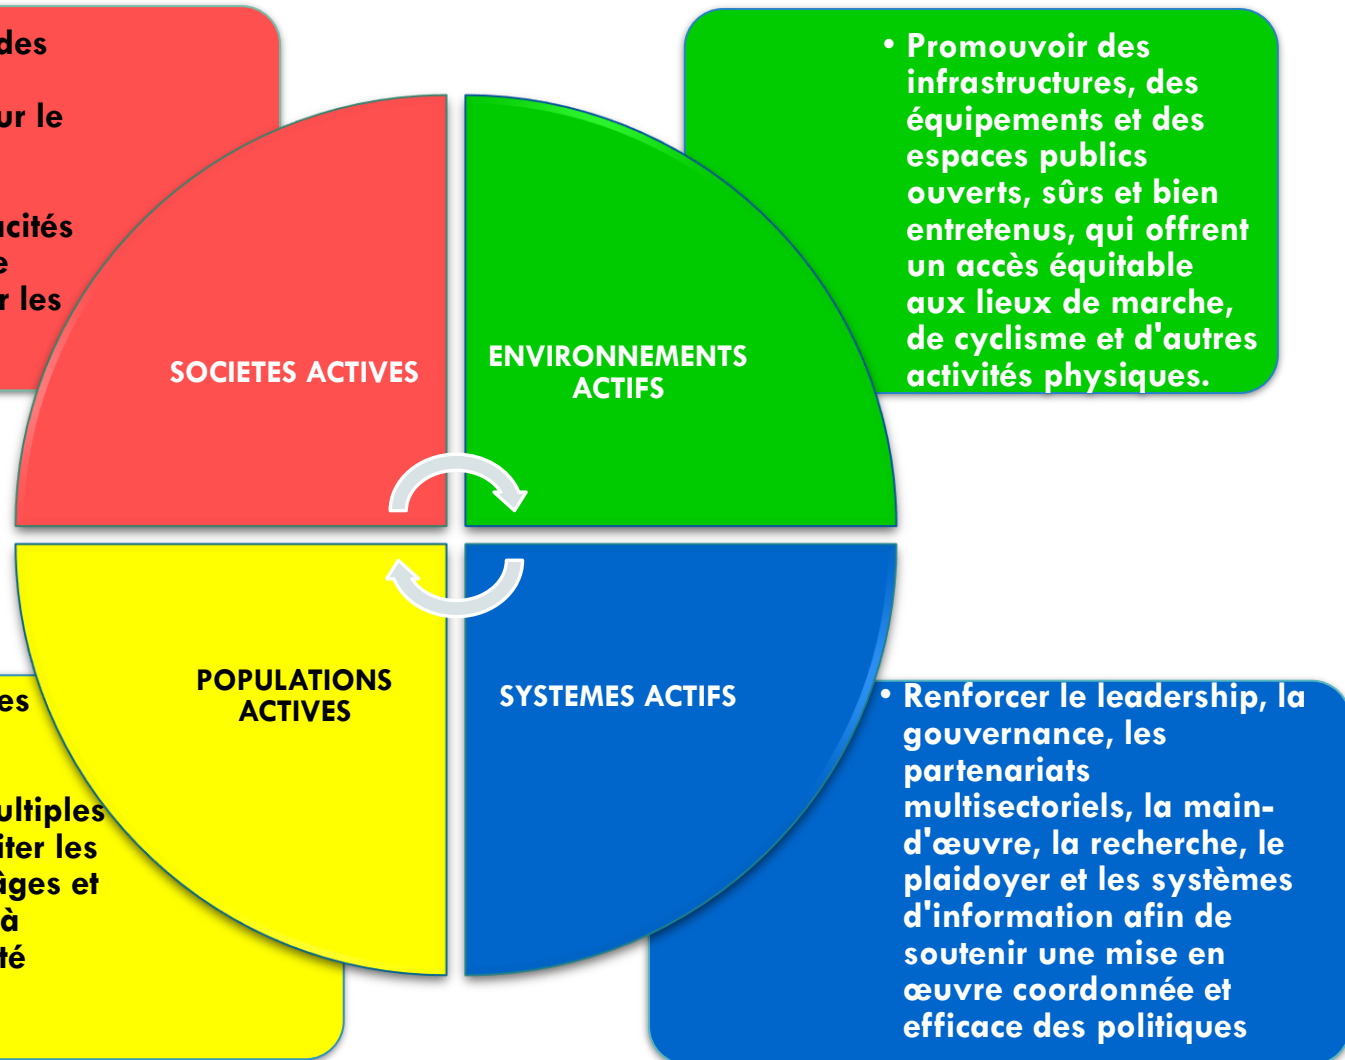 des
ur le
acités
e
r les
SOCIETES ACTIVES
ENVIRONNEMENTS
ACTIFS
• Promouvoir des
infrastructures, des
équipements et des
espaces publics
ouverts, sûrs et bien
entretenus, qui offrent
un accès équitable
aux lieux de marche,
de cyclisme et d'autres
activités physiques.
es
ultiples
iter les
âges et
à
té
POPULATIONS
ACTIVES
SYSTEMES ACTIFS
• Renforcer le leadership, la
gouvernance, les
partenariats
multisectoriels, la main-
d'œuvre, la recherche, le
plaidoyer et les systèmes
d'information afin de
soutenir une mise en
œuvre coordonnée et
efficace des politiques